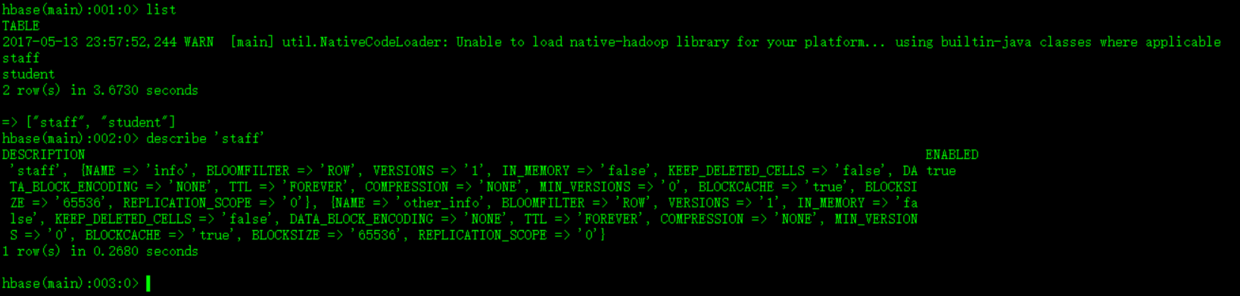 hbase(main):001:0> list
TABLE
2017-05-13 23:57:52,244 WARN  [main] util.NativeCodeLoader: Unable to load native-hadoop library for your platform... using builtin-java classes where applicable
staff
student
2 row(s) in 3.6730 seconds

=> ["staff", "student"]
hbase(main):002:0> describe 'staff'
DESCRIPTION ENABLED
'staff', {NAME => 'info', BLOOMFILTER => 'ROW', VERSIONS => '1', IN_MEMORY => 'false', KEEP_DELETED_CELLS => 'false', DA true
TA_BLOCK_ENCODING => 'NONE', TTL => 'FOREVER', COMPRESSION => 'NONE', MIN_VERSIONS => '0', BLOCKCACHE => 'true', BLOCKSI
ZE => '65536', REPLICATION_SCOPE => '0'}, {NAME => 'other_info', BLOOMFILTER => 'ROW', VERSIONS => '1', IN_MEMORY => 'fa
lse', KEEP_DELETED_CELLS => 'false', DATA_BLOCK_ENCODING => 'NONE', TTL => 'FOREVER', COMPRESSION => 'NONE', MIN_VERSION
S => '0', BLOCKCACHE => 'true', BLOCKSIZE => '65536', REPLICATION_SCOPE => '0'}
1 row(s) in 0.2680 seconds

hbase(main):003:0>